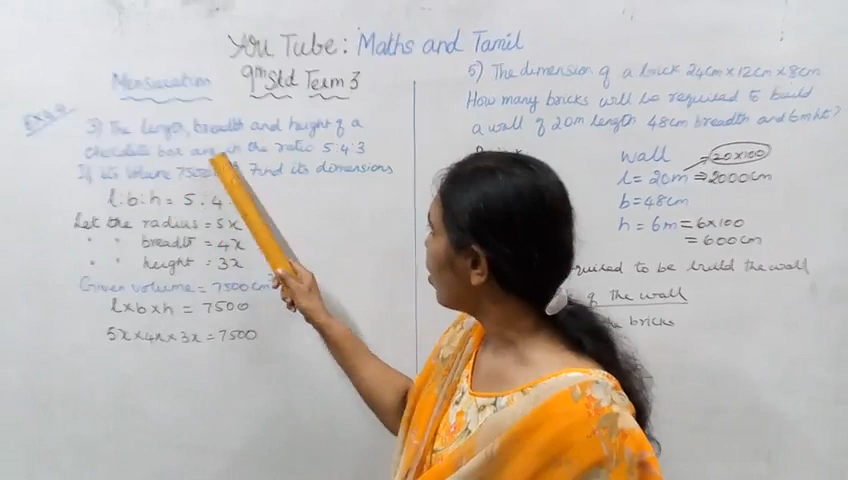 You Tube: Maths and Tamil
Mensuration 9th Std Term 3
3) The length, breadth and height of a
chocolate box are in the ratio 5:4:3
If its volume 7500 Find its dimensions
l:b:h = 5:4
Let the radius = 5x
" " breadth = 4x
" " height = 3x
Given volume = 7500cm
l×b×h = 7500
5x×4x×3x = 7500
5) The dimension of a brick 24cm×12cm×8cm
How many bricks will be required to build
a wall of 20m length 48cm breadth and 6m ht?
wall 20×100
l = 20m ⇒ 2000cm
b = 48cm
h = 6m = 6×100
= 600cm
required to be build the wall
of the wall
bricks